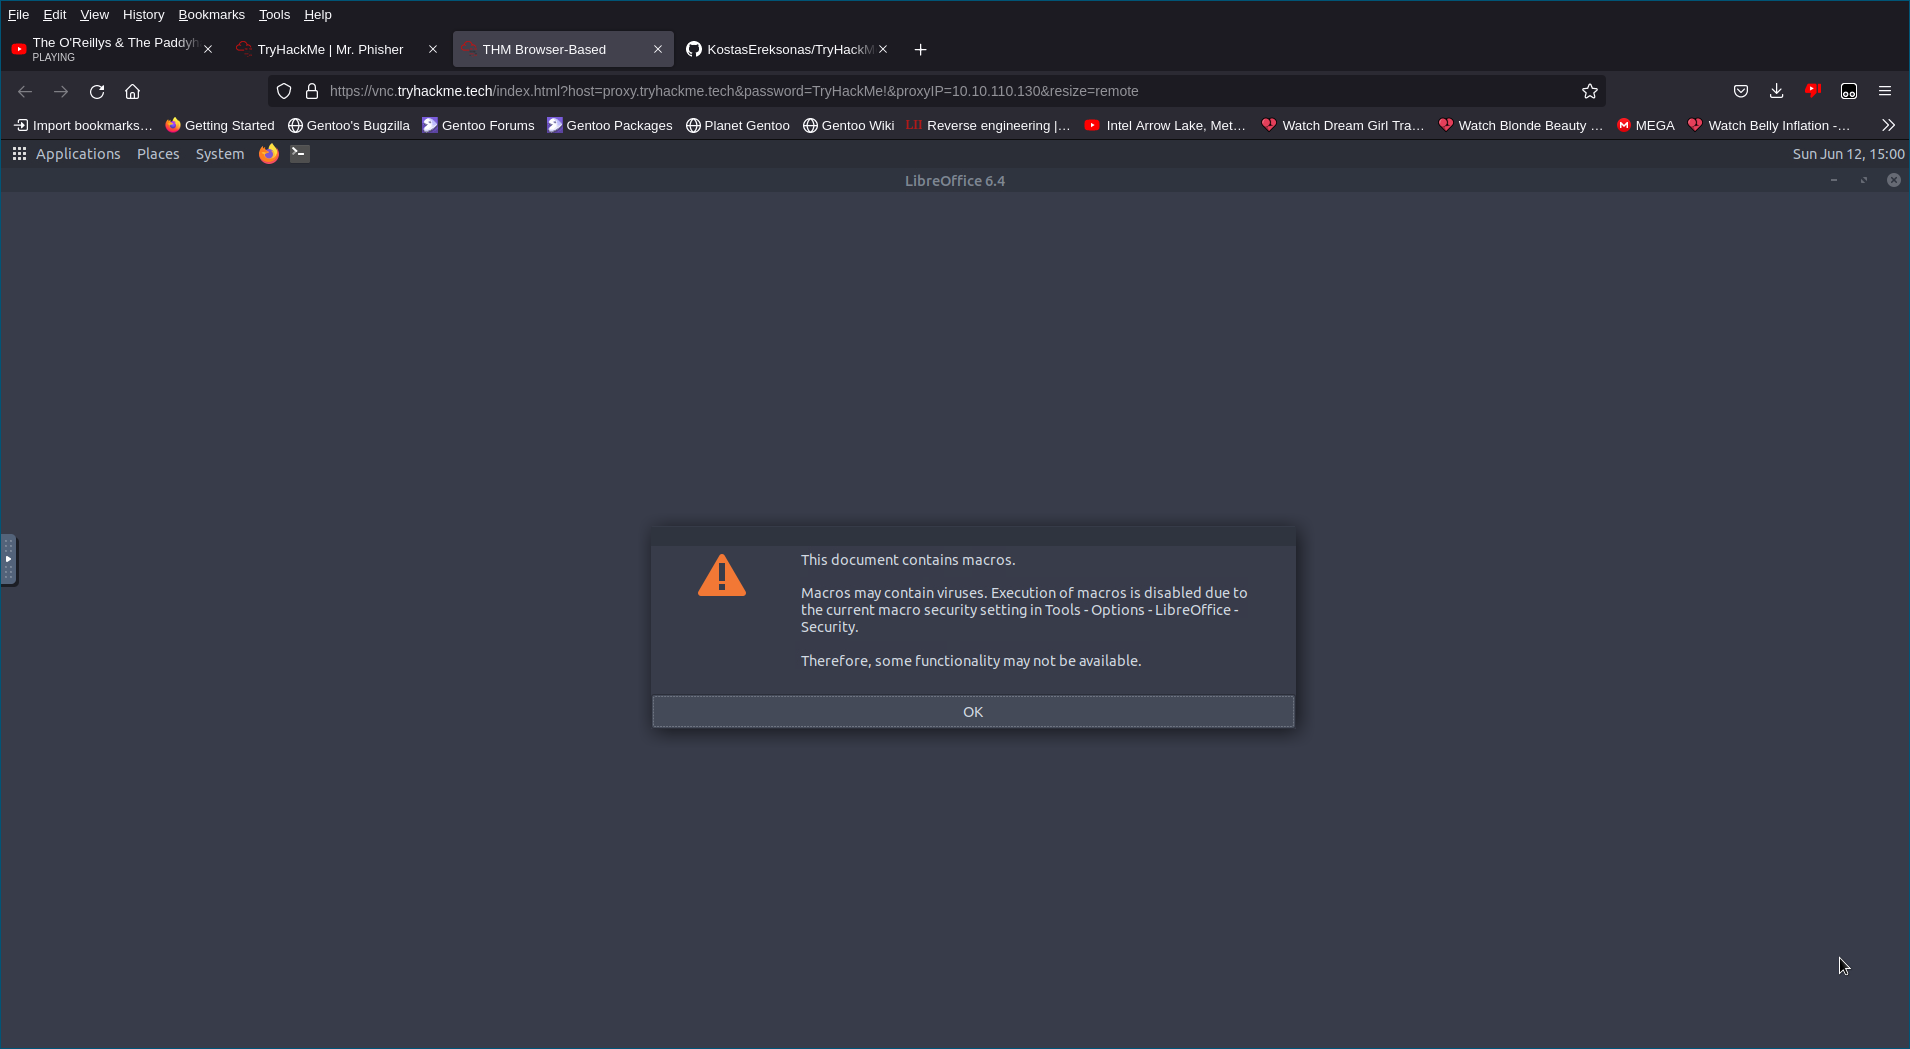 File Edit View History Bookmarks Tools Help
The O'Reillys & The Paddyh
PLAYING
TryHackMe | Mr. Phisher
THM Browser-Based
KostasEreksonas/TryHackM
https://vnc.tryhackme.tech/index.html?host=proxy.tryhackme.tech&password=TryHackMe!&proxyIP=10.10.110.130&resize=remote
Import bookmarks… Getting Started Gentoo's Bugzilla Gentoo Forums Gentoo Packages Planet Gentoo Gentoo Wiki Reverse engineering |… Intel Arrow Lake, Met… Watch Dream Girl Tra… Watch Blonde Beauty … MEGA Watch Belly Inflation -…
Applications Places System Sun Jun 12, 15:00
LibreOffice 6.4
This document contains macros.
Macros may contain viruses. Execution of macros is disabled due to
the current macro security setting in Tools - Options - LibreOffice -
Security.
Therefore, some functionality may not be available.
OK